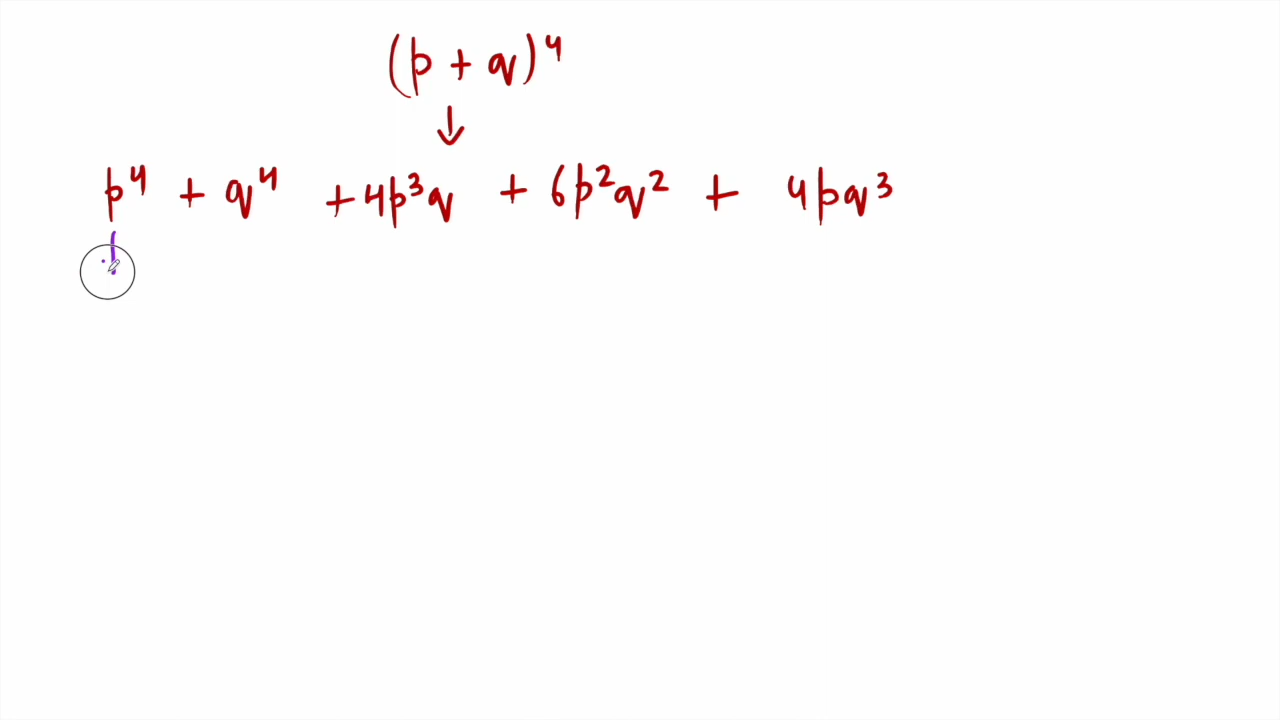 (p + q)⁴
↓
p⁴ + q⁴ + 4p³q + 6p²q² + 4pq³